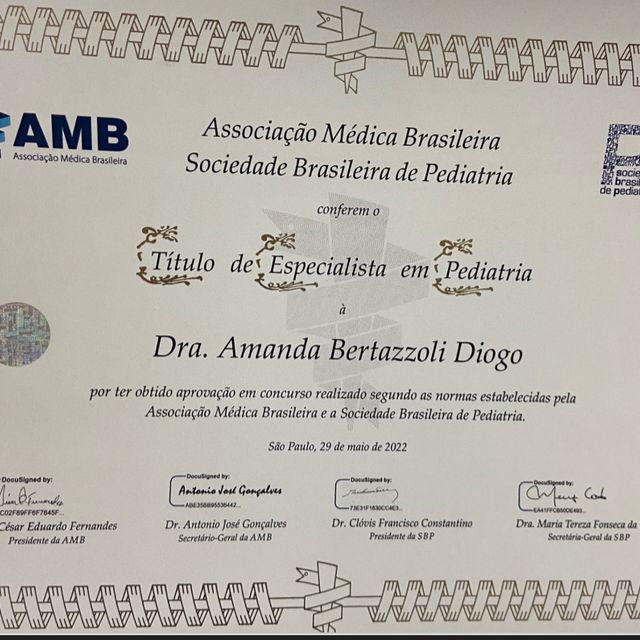 AMB
Associação Médica Brasileira
Associação Médica Brasileira
Sociedade Brasileira de Pediatria
de pedia
conferem o
Título de Especialista em Pediatria
à
Dra. Amanda Bertazzoli Diogo
por ter obtido aprovação em concurso realizado segundo as normas estabelecidas pela
Associação Médica Brasileira e a Sociedade Brasileira de Pediatria.
São Paulo, 29 de maio de 2022
DocuSigned by:
César Eduardo Fernandes
Presidente da AMB
DocuSigned by:
Antonio José Gonçalves
Dr. Antonio José Gonçalves
Secretário-Geral da AMB
DocuSigned by:
Dr. Clóvis Francisco Constantino
Presidente da SBP
DocuSigned by:
Dra. Maria Tereza Fonseca da
Secretária-Geral da SBP